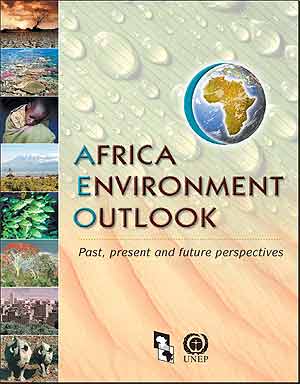 AFRICA
ENVIRONMENT
OUTLOOK
Past, present and future perspectives
UNEP